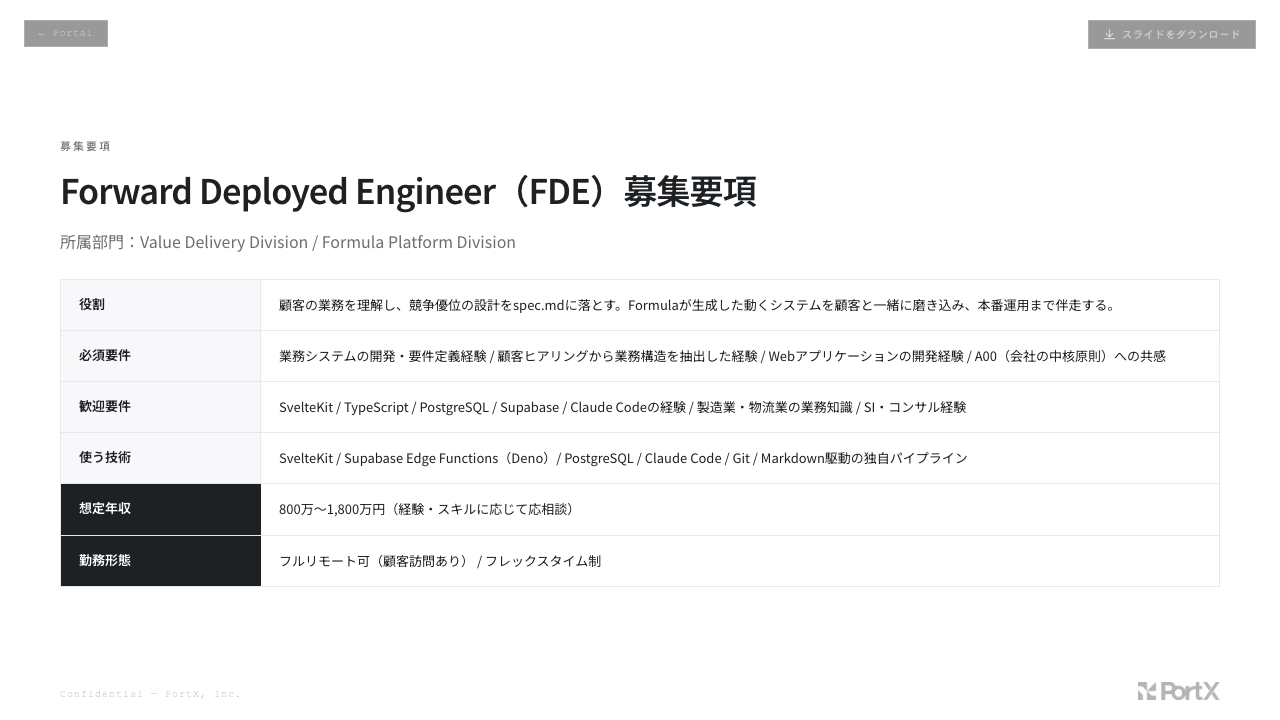 ← Portal
スライドをダウンロード
募集要項
Forward Deployed Engineer（FDE）募集要項
所属部門：Value Delivery Division / Formula Platform Division
役割
顧客の業務を理解し、競争優位の設計をspec.mdに落とす。Formulaが生成した動くシステムを顧客と一緒に磨き込み、本番運用まで伴走する。
必須要件
業務システムの開発・要件定義経験 / 顧客ヒアリングから業務構造を抽出した経験 / Webアプリケーションの開発経験 / A00（会社の中核原則）への共感
歓迎要件
SvelteKit / TypeScript / PostgreSQL / Supabase / Claude Codeの経験 / 製造業・物流業の業務知識 / SI・コンサル経験
使う技術
SvelteKit / Supabase Edge Functions（Deno）/ PostgreSQL / Claude Code / Git / Markdown駆動の独自パイプライン
想定年収
800万〜1,800万円（経験・スキルに応じて応相談）
勤務形態
フルリモート可（顧客訪問あり） / フレックスタイム制
Confidential — PortX, Inc.
PortX